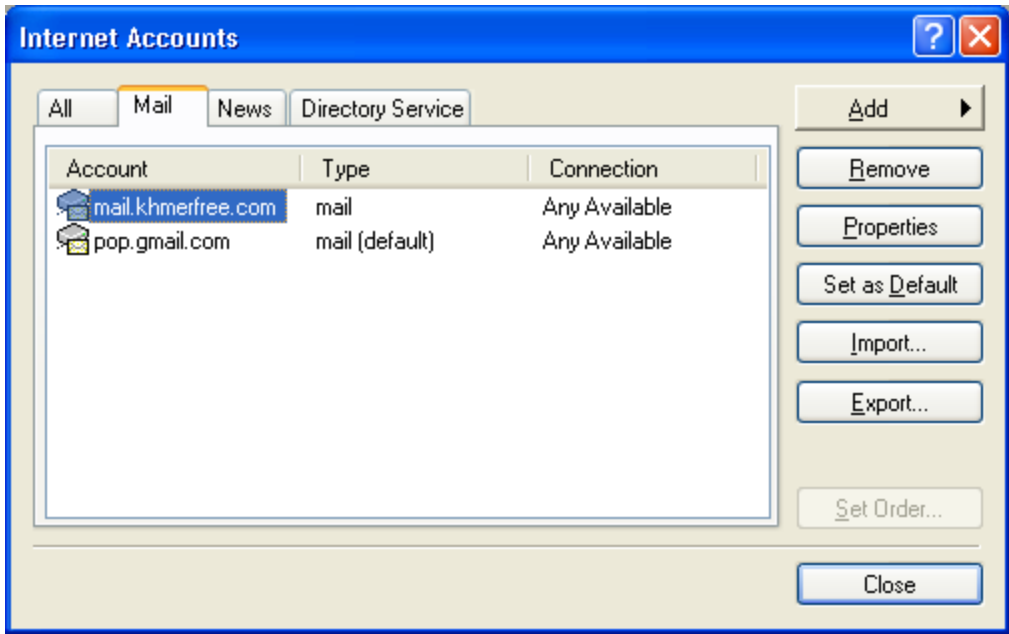 Internet Accounts
All Mail News Directory Service
Add
Account Type Connection
Remove
mail.khmerfree.com mail Any Available
pop.gmail.com mail (default) Any Available
Properties
Set as Default
Import...
Export...
Set Order...
Close